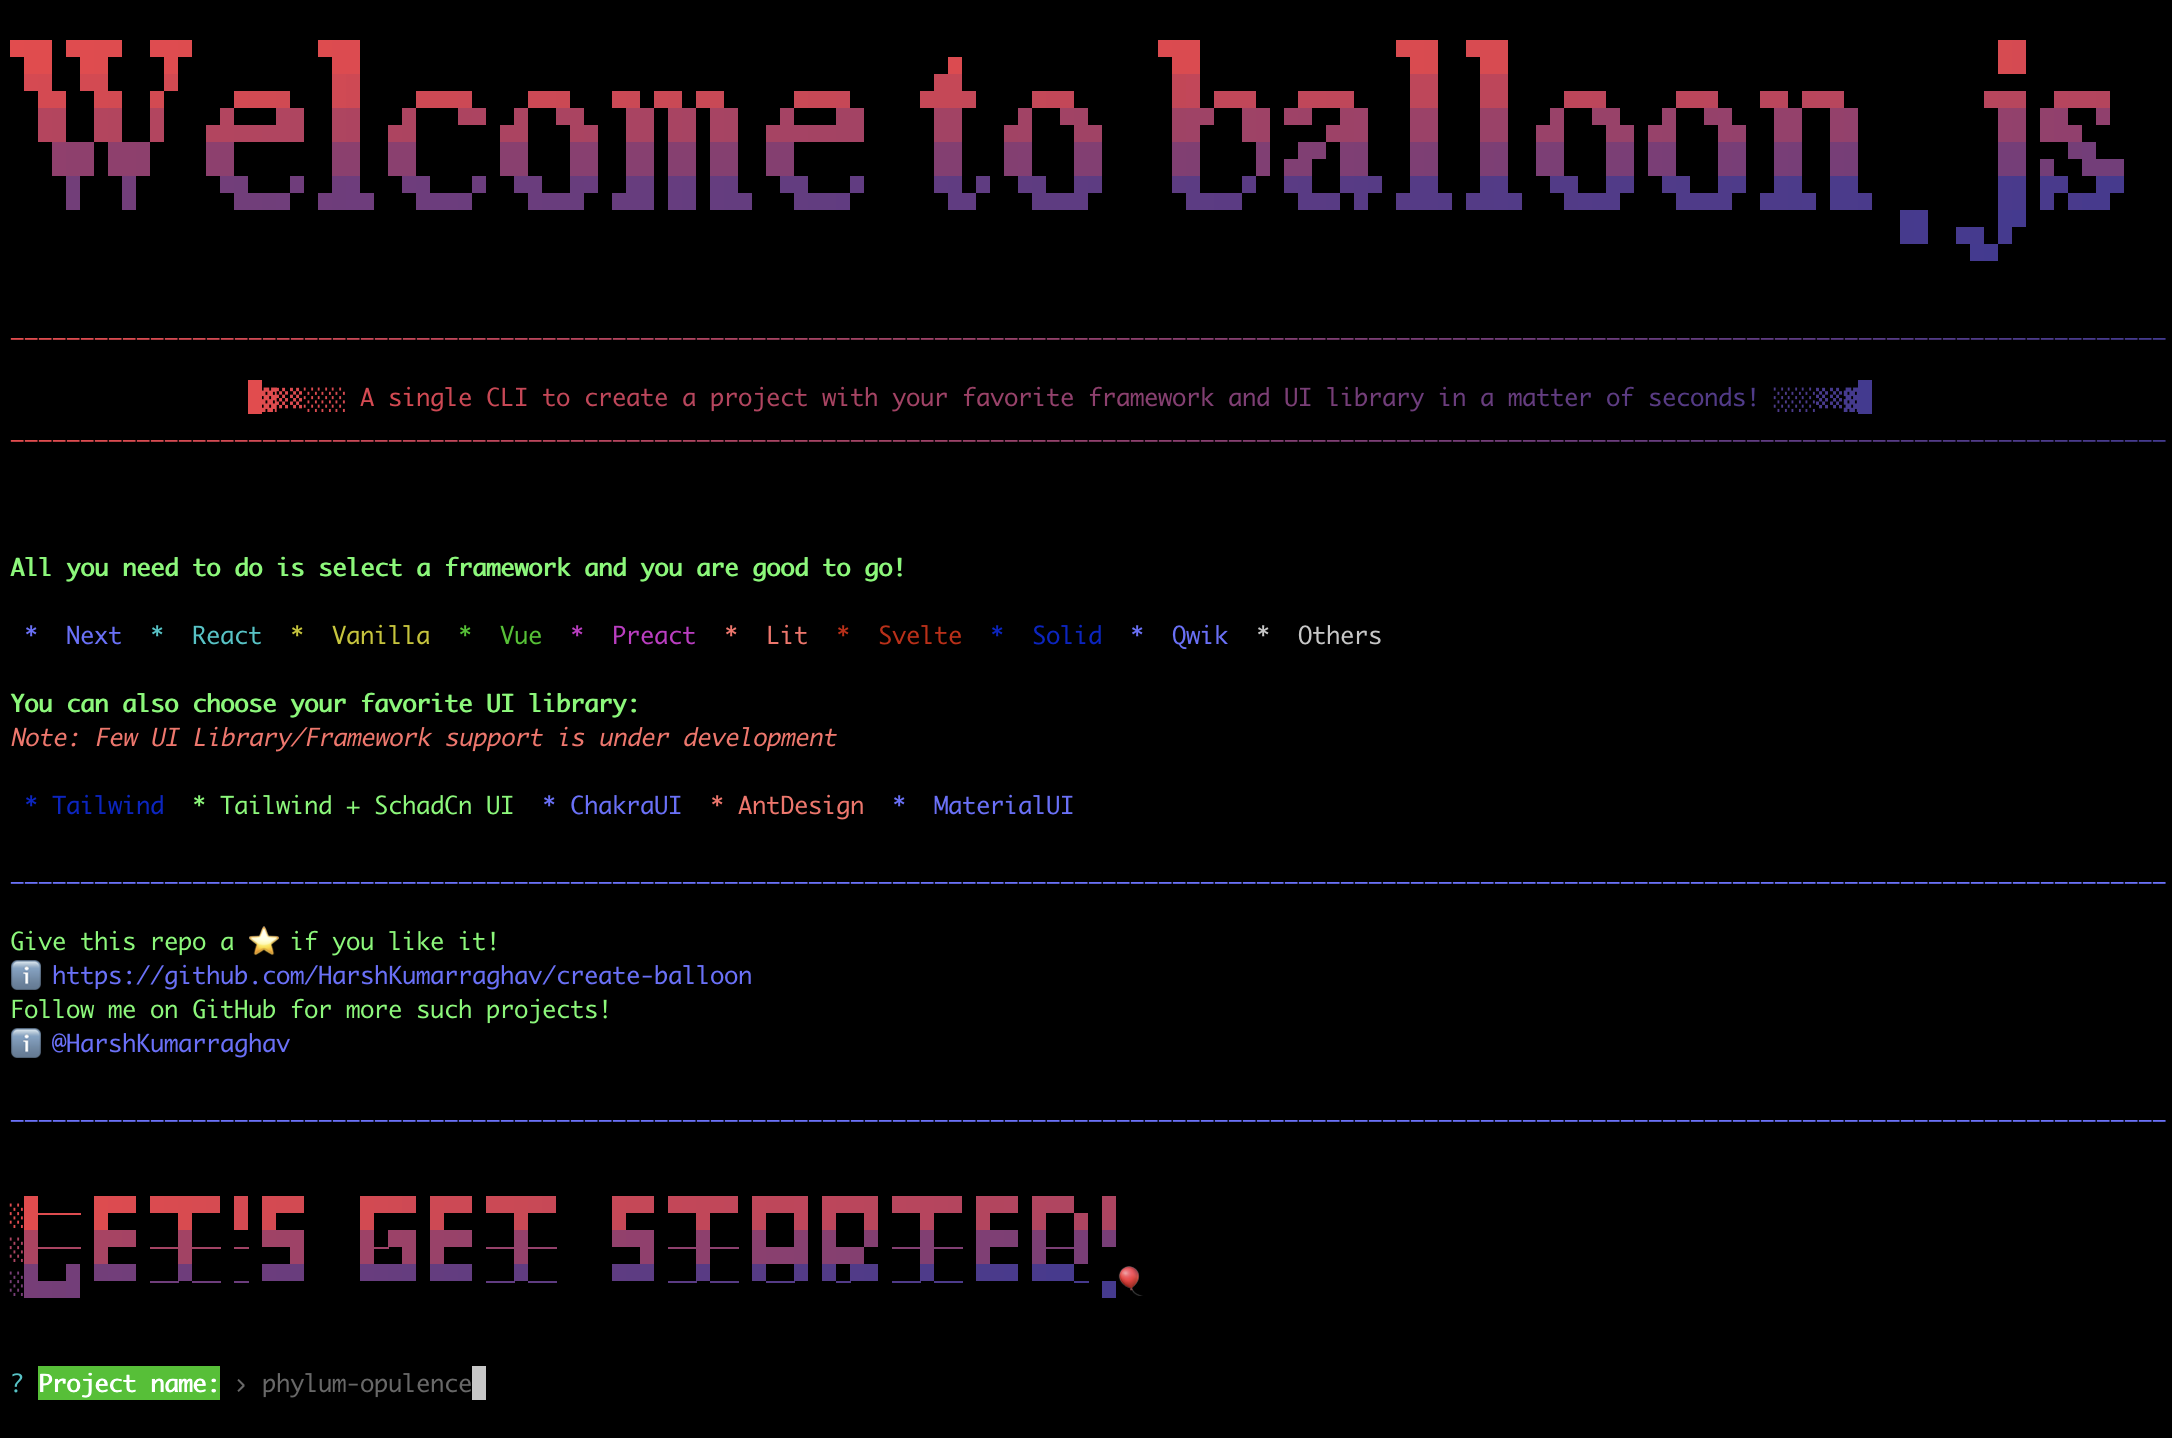 Welcome to balloon.js
A single CLI to create a project with your favorite framework and UI library in a matter of seconds!
All you need to do is select a framework and you are good to go!
* Next * React * Vanilla * Vue * Preact * Lit * Svelte * Solid * Qwik * Others
You can also choose your favorite UI library:
Note: Few UI Library/Framework support is under development
* Tailwind * Tailwind + SchadCn UI * ChakraUI * AntDesign * MaterialUI
Give this repo a ⭐ if you like it!
ℹ️ https://github.com/HarshKumarraghav/create-balloon
Follow me on GitHub for more such projects!
ℹ️ @HarshKumarraghav
LET'S GET STARTED!🎈
? Project name: › phylum-opulence